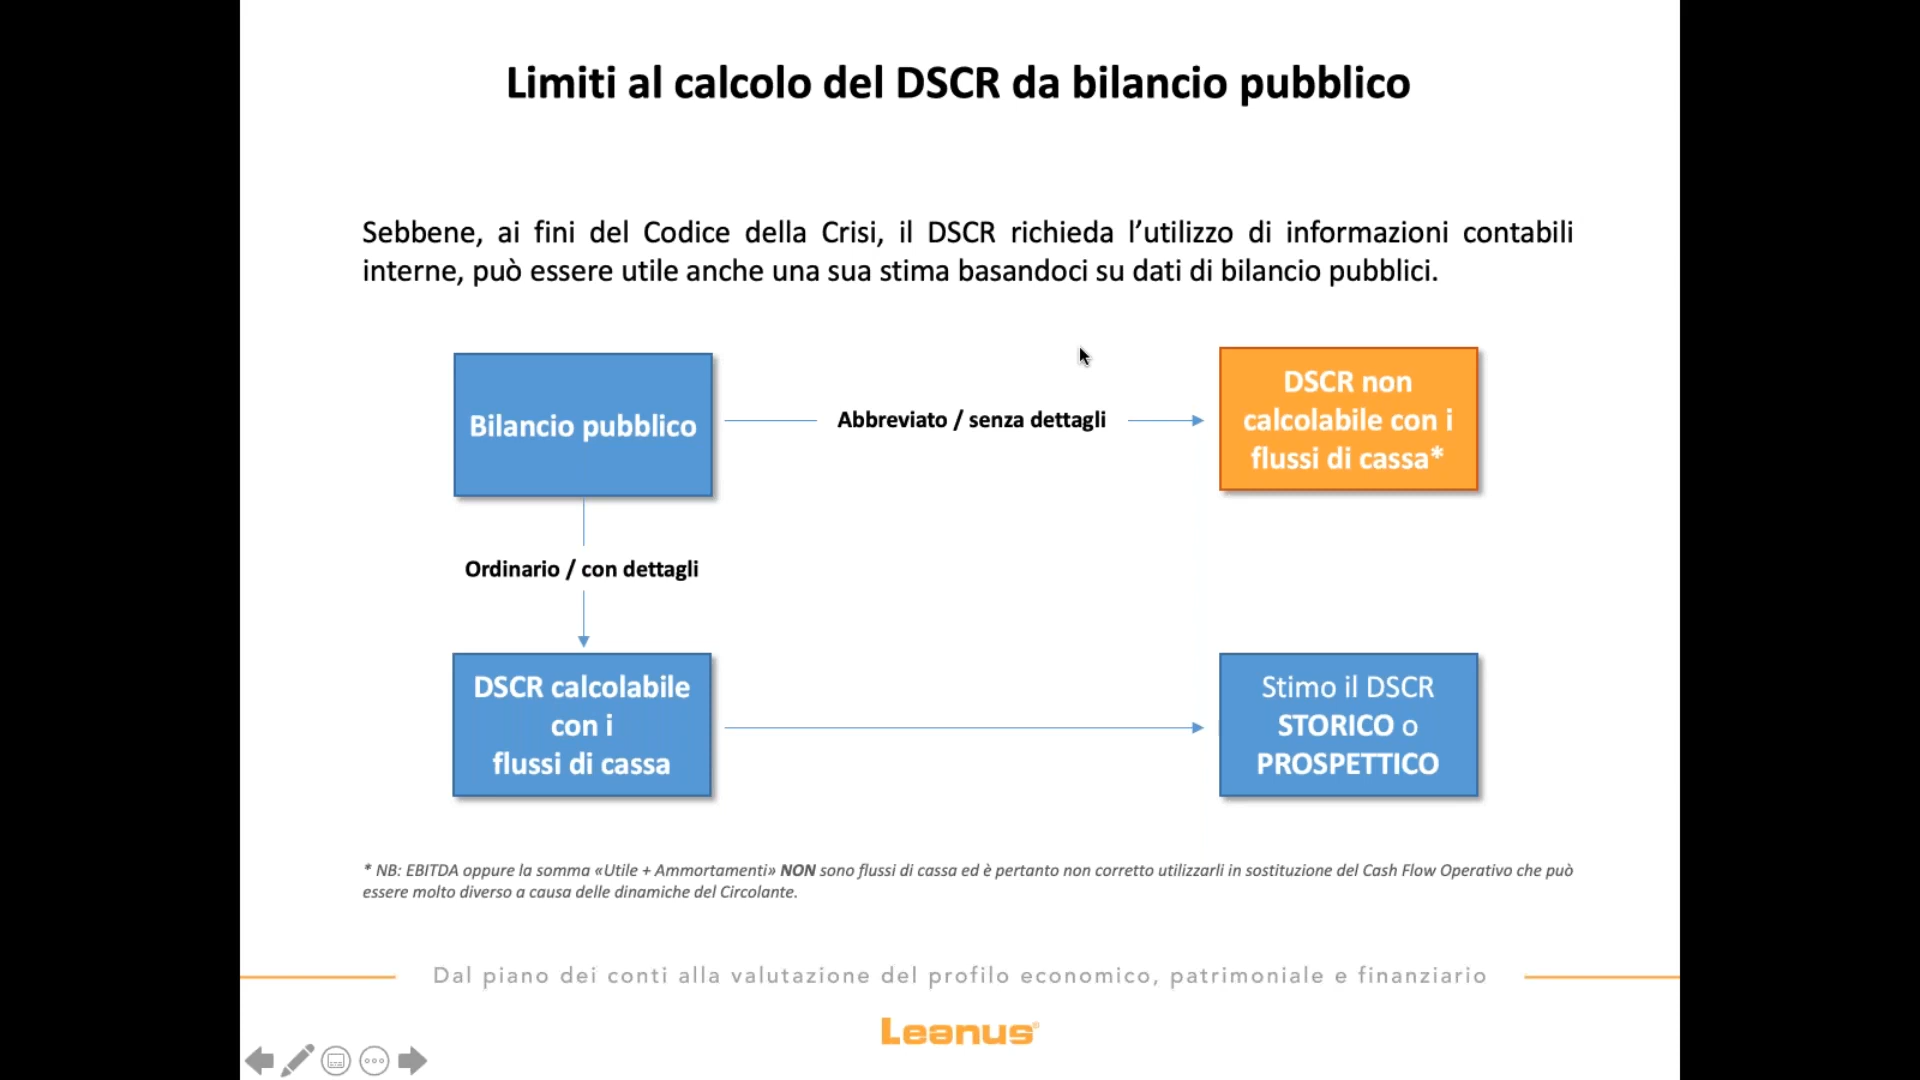 Limiti al calcolo del DSCR da bilancio pubblico
Sebbene, ai fini del Codice della Crisi, il DSCR richieda l’utilizzo di informazioni contabili
interne, può essere utile anche una sua stima basandoci su dati di bilancio pubblici.
Bilancio pubblico
Abbreviato / senza dettagli
DSCR non
calcolabile con i
flussi di cassa*
Ordinario / con dettagli
DSCR calcolabile
con i
flussi di cassa
Stimo il DSCR
STORICO o
PROSPETTICO
* NB: EBITDA oppure la somma «Utile + Ammortamenti» NON sono flussi di cassa ed è pertanto non corretto utilizzarli in sostituzione del Cash Flow Operativo che può
essere molto diverso a causa delle dinamiche del Circolante.
Dal piano dei conti alla valutazione del profilo economico, patrimoniale e finanziario
Leanus®